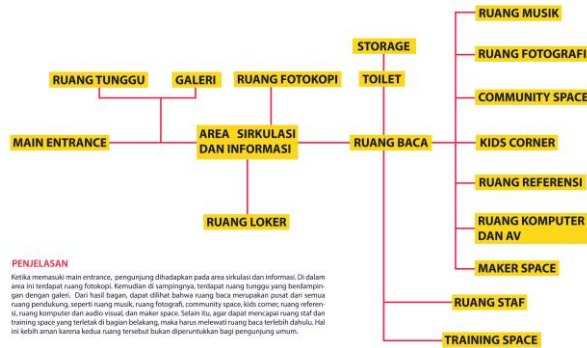 RUANG MUSIK
STORAGE
RUANG FOTOGRAFI
RUANG TUNGGU
GALERI
RUANG FOTOKOPI
TOILET
COMMUNITY SPACE
MAIN ENTRANCE
AREA SIRKULASI
DAN INFORMASI
RUANG BACA
KIDS CORNER
RUANG REFERENSI
RUANG LOKER
RUANG KOMPUTER
DAN AV
MAKER SPACE
RUANG STAF
TRAINING SPACE
PENJELASAN
Ketika memasuki main entrance, pengunjung dihadapkan pada area sirkulasi dan informasi. Di dalam
area ini terdapat ruang fotokopi. Kemudian di sampingnya, terdapat ruang tunggu yang berdampin-
gan dengan galeri. Dari hasil bagan, dapat dilihat bahwa ruang baca merupakan pusat dari semua
ruang pendukung, seperti ruang musik, ruang fotografi, community space, kids corner, ruang referen-
si, ruang komputer dan audio visual, dan maker space. Selain itu, agar dapat mencapai ruang staf dan
training space yang terletak di bagian belakang, maka harus melewati ruang baca terlebih dahulu. Hal
ini lebih aman karena kedua ruang tersebut bukan diperuntukkan bagi pengunjung umum.